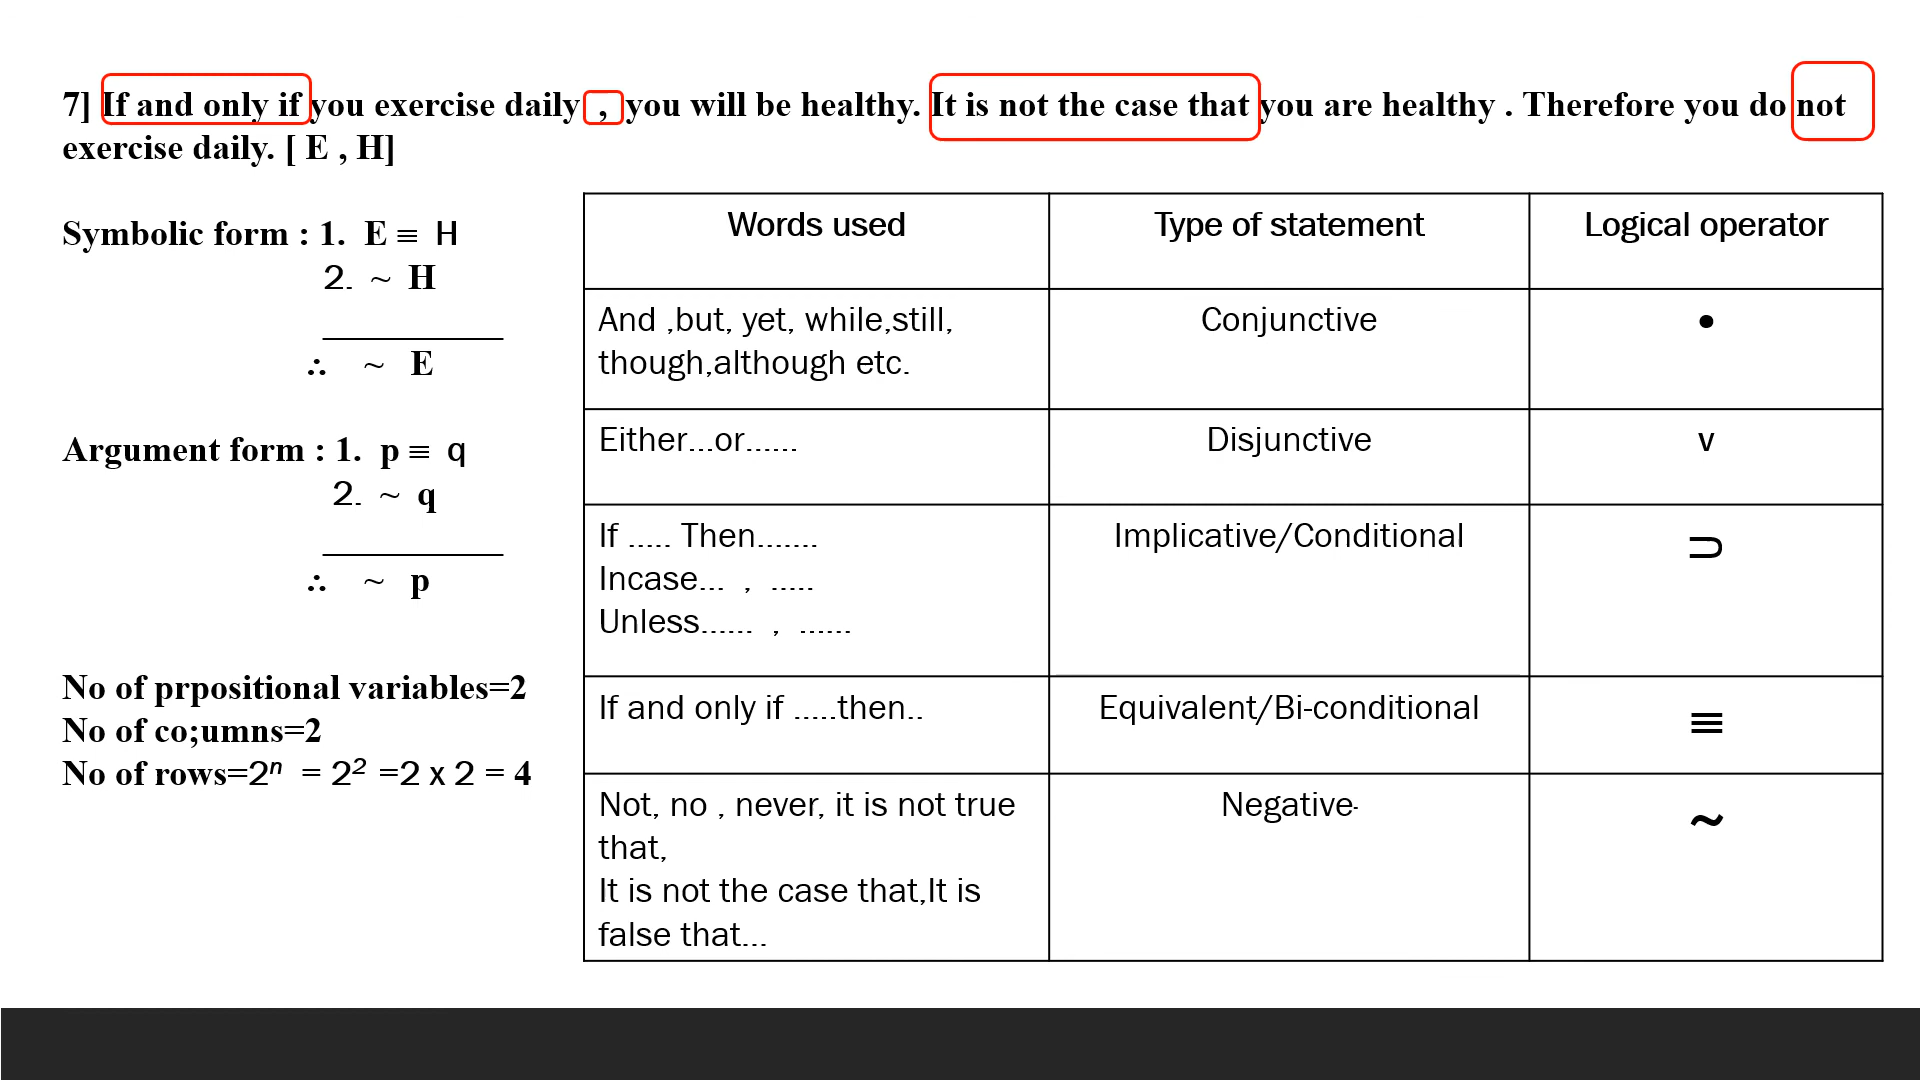 7] If and only if you exercise daily , you will be healthy. It is not the case that you are healthy . Therefore you do not
exercise daily. [ E , H]
Symbolic form : 1. E ≡ H
2. ~ H
∴ ~ E
Argument form : 1. p ≡ q
2. ~ q
∴ ~ p
No of prpositional variables=2
No of co;umns=2
No of rows=2ⁿ = 2² =2 x 2 = 4
Words used Type of statement Logical operator
And ,but, yet, while,still, Conjunctive •
though,although etc.
Either...or...... Disjunctive v
If ..... Then....... Implicative/Conditional ⊃
Incase... , .....
Unless...... , ......
If and only if .....then.. Equivalent/Bi-conditional ≡
Not, no , never, it is not true Negative- ~
that,
It is not the case that,It is
false that...